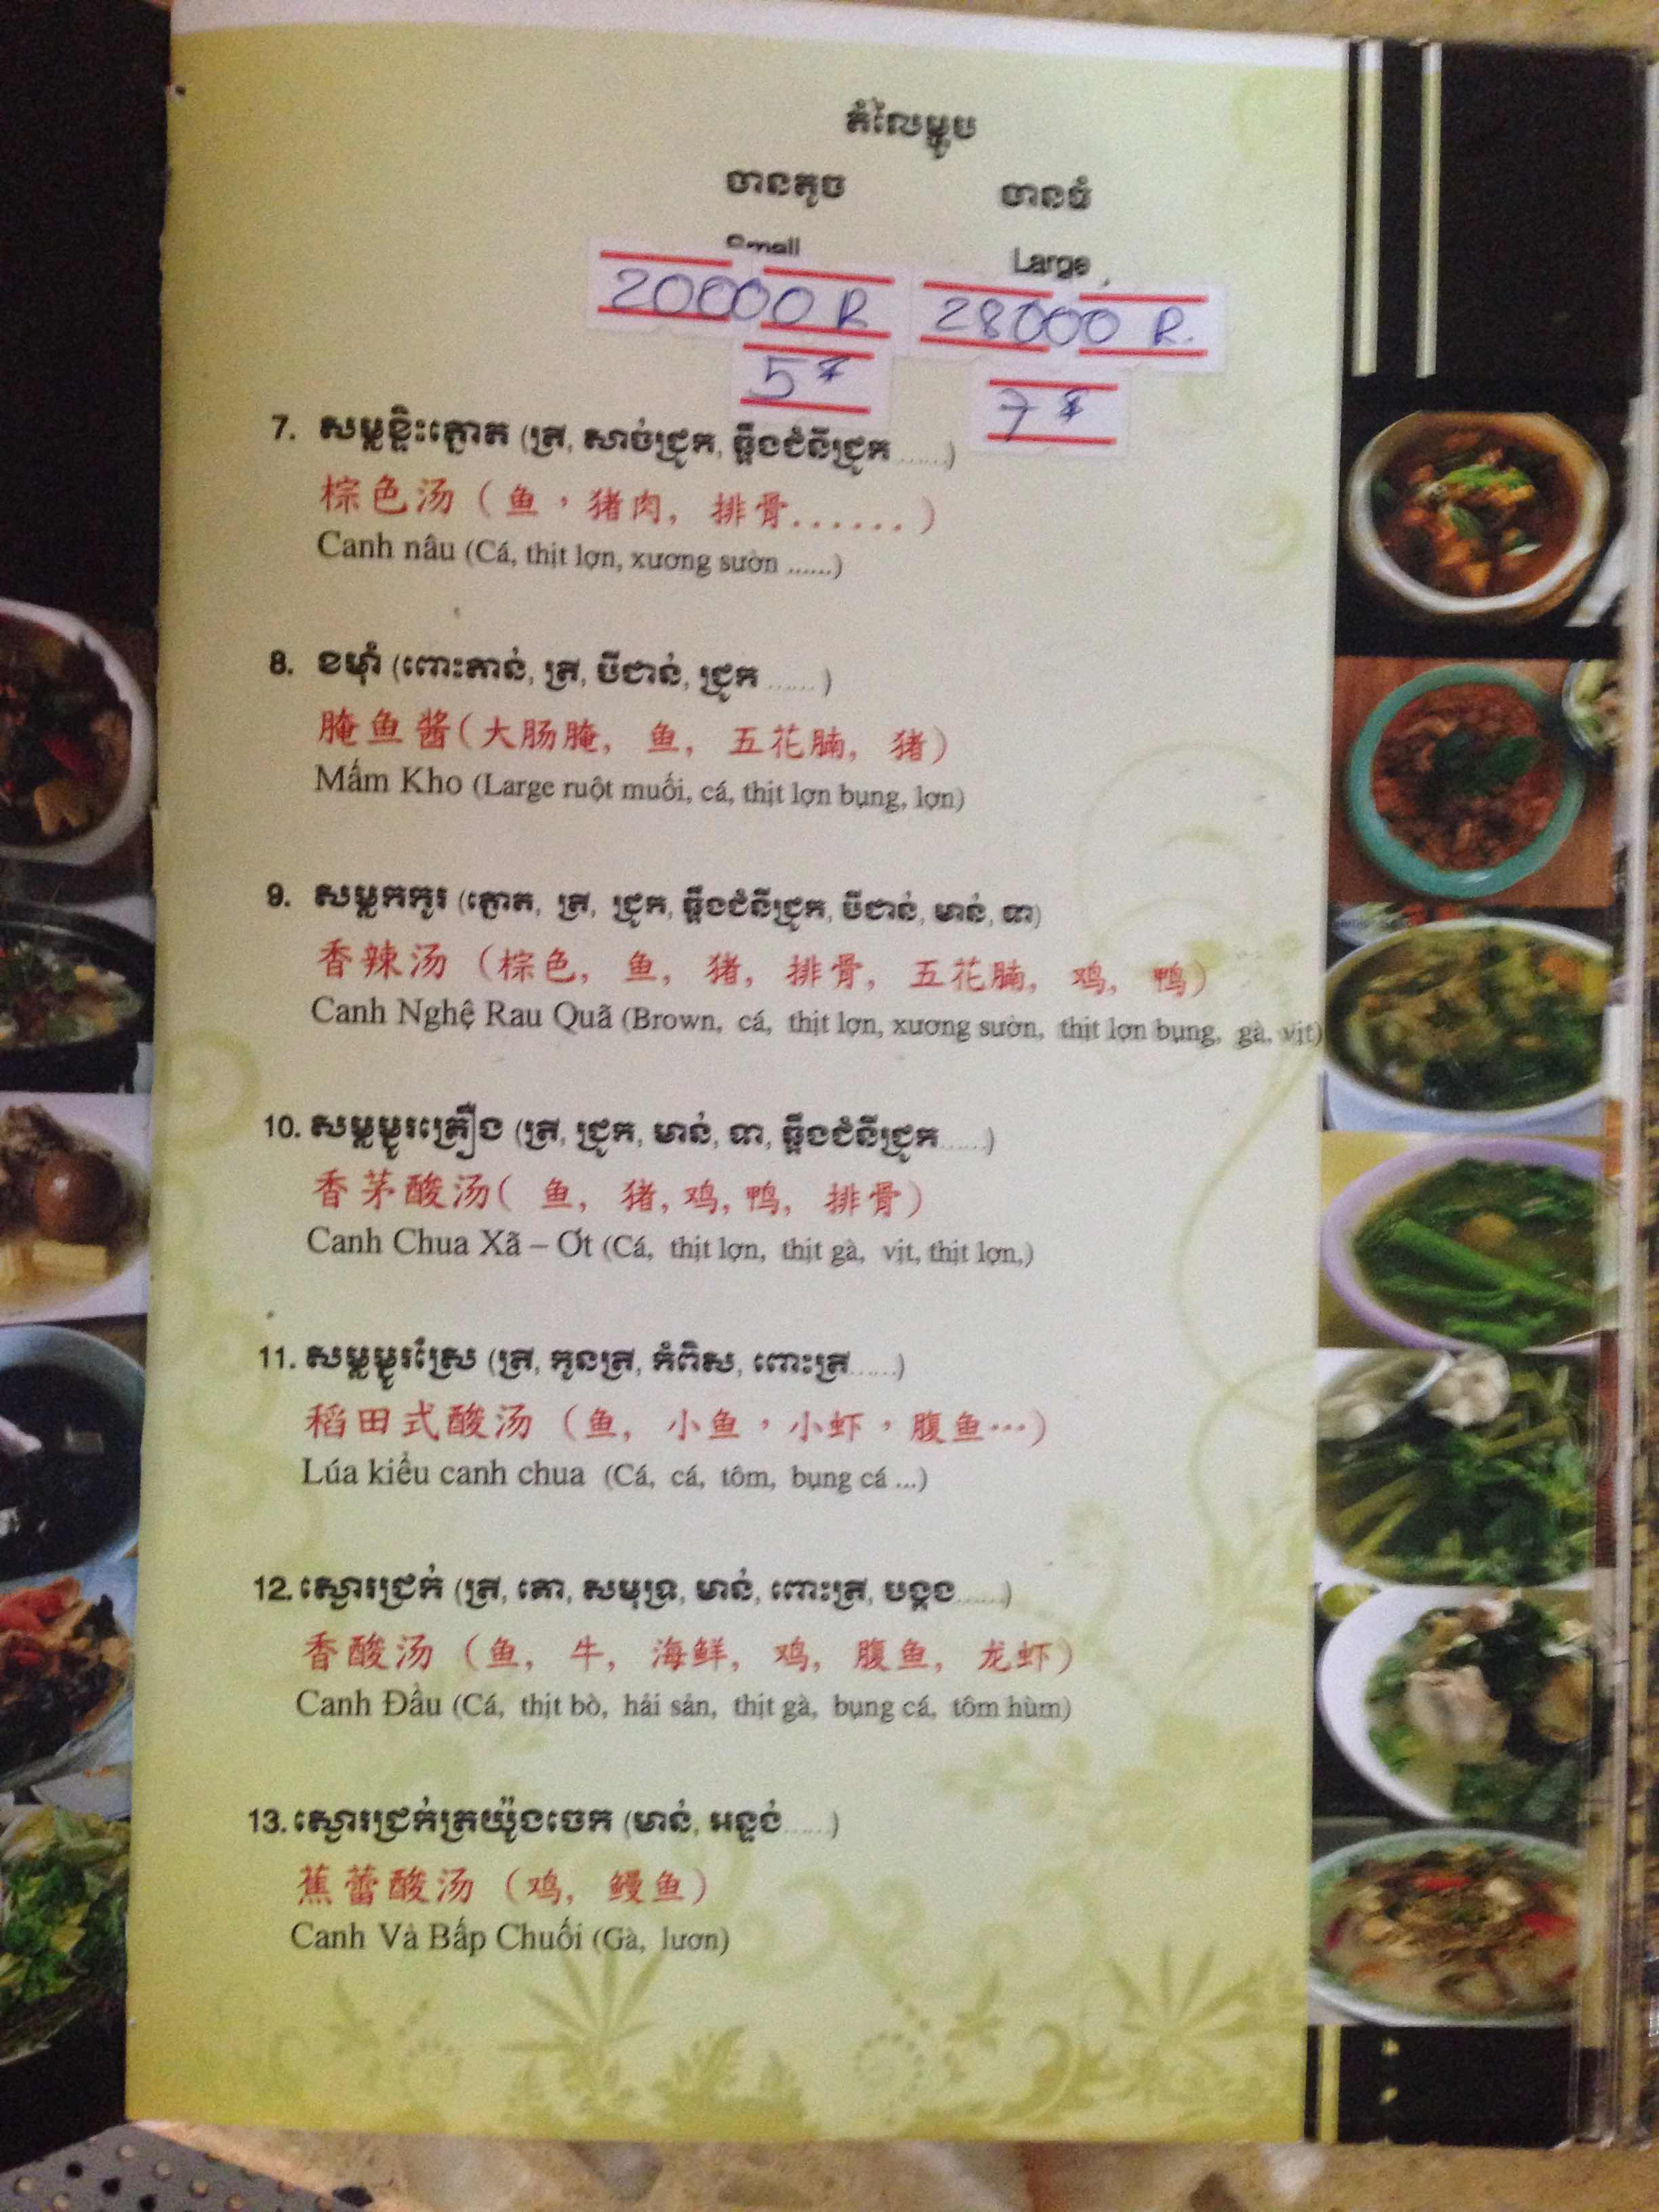 តំលៃម្ហូប
ចានតូច ចានធំ
Small Large
20000 R 28000 R.
5$ 7$
7. សម្លខ្ទិះត្នោត (ត្រី, សាច់ជ្រូក, ឆ្អឹងជំនីជ្រូក ......)
棕色汤（鱼，猪肉, 排骨......）
Canh nâu (Cá, thịt lợn, xương sườn ......)
8. ខម៉ាំ (ពោះតាន់, ត្រី, បីជាន់, ជ្រូក ...... )
腌鱼酱(大肠腌, 鱼, 五花腩, 猪)
Mắm Kho (Large ruột muối, cá, thịt lợn bụng, lợn)
9. សម្លកកូរ (ត្នោត, ត្រី, ជ្រូក, ឆ្អឹងជំនីជ្រូក, បីជាន់, មាន់, ទា)
香辣汤（棕色, 鱼, 猪, 排骨, 五花腩, 鸡, 鸭）
Canh Nghệ Rau Quã (Brown, cá, thịt lợn, xương sườn, thịt lợn bụng, gà, vịt)
10. សម្លម្ជូរគ្រឿង (ត្រី, ជ្រូក, មាន់, ទា, ឆ្អឹងជំនីជ្រូក......)
香茅酸汤( 鱼, 猪, 鸡, 鸭, 排骨)
Canh Chua Xã – Ơt (Cá, thịt lợn, thịt gà, vịt, thịt lợn,)
11. សម្លម្ជូរស្រែ (ត្រី, កូនត្រី, កំពិស, ពោះត្រី......)
稻田式酸汤（鱼, 小鱼，小虾，腹鱼…）
Lúa kiểu canh chua (Cá, cá, tôm, bụng cá ...)
12. ស្ងោរជ្រក់ (ត្រី, គោ, សមុទ្រ, មាន់, ពោះត្រី, បង្កង......)
香酸汤（鱼, 牛, 海鲜, 鸡, 腹鱼, 龙虾）
Canh Đầu (Cá, thịt bò, hải sản, thịt gà, bụng cá, tôm hùm)
13. ស្ងោរជ្រក់ត្រយ៉ូងចេក (មាន់, អន្ទង់......)
蕉蕾酸汤（鸡, 鳗鱼）
Canh Và Bấp Chuối (Gà, lươn)